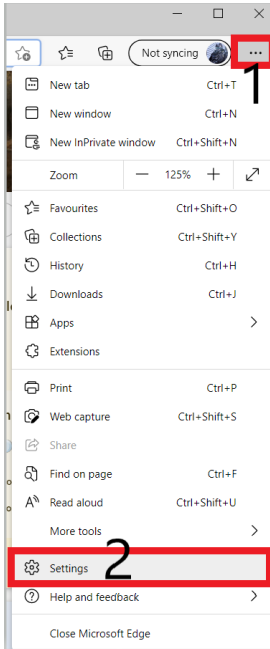 Not syncing
1
New tab Ctrl+T
New window Ctrl+N
New InPrivate window Ctrl+Shift+N
Zoom 125%
Favourites Ctrl+Shift+O
Collections Ctrl+Shift+Y
History Ctrl+H
Downloads Ctrl+J
Apps
Extensions
Print Ctrl+P
Web capture Ctrl+Shift+S
Share
Find on page Ctrl+F
Read aloud Ctrl+Shift+U
More tools
2
Settings
Help and feedback
Close Microsoft Edge